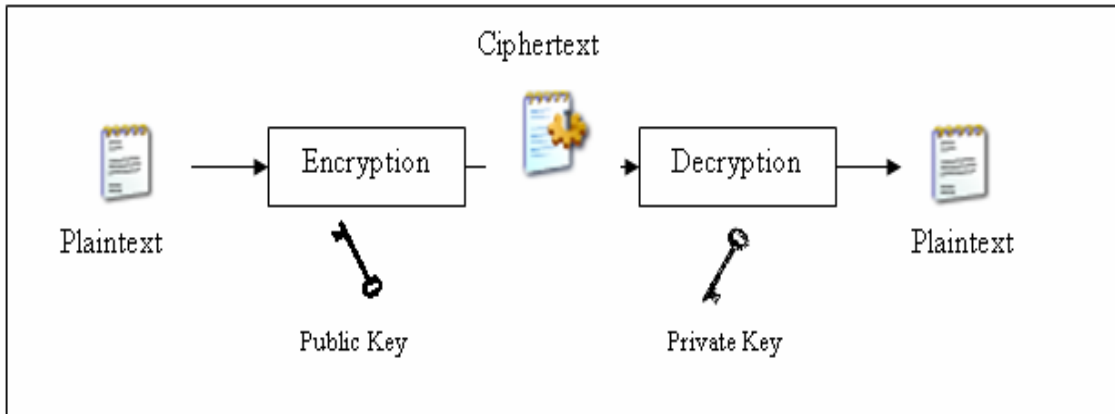 Ciphertext
Encryption
Decryption
Plaintext
Plaintext
Public Key
Private Key